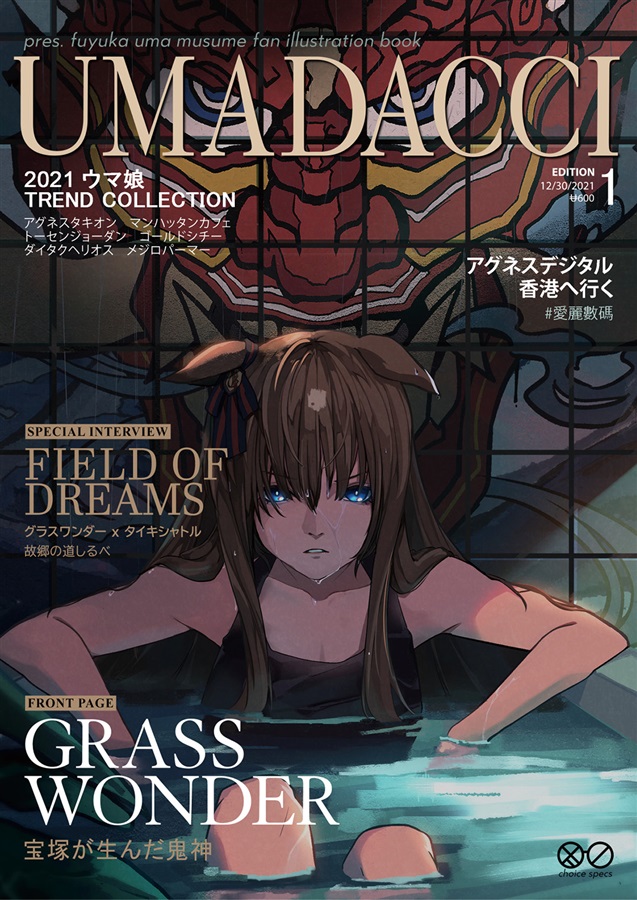 pres. fuyuka uma musume fan illustration book
UMADACCI
2021 ウマ娘
TREND COLLECTION
アグネスタキオン マンハッタンカフェ
トーセンジョーダン ゴールドシチー
ダイタクヘリオス メジロパーマー
EDITION
12/30/2021
1
アグネスデジタル
香港へ行く
#愛麗數碼
SPECIAL INTERVIEW
FIELD OF
DREAMS
グラスワンダー x タイキシャトル
故郷の道しるべ
FRONT PAGE
GRASS
WONDER
宝塚が生んだ鬼神
choice specs